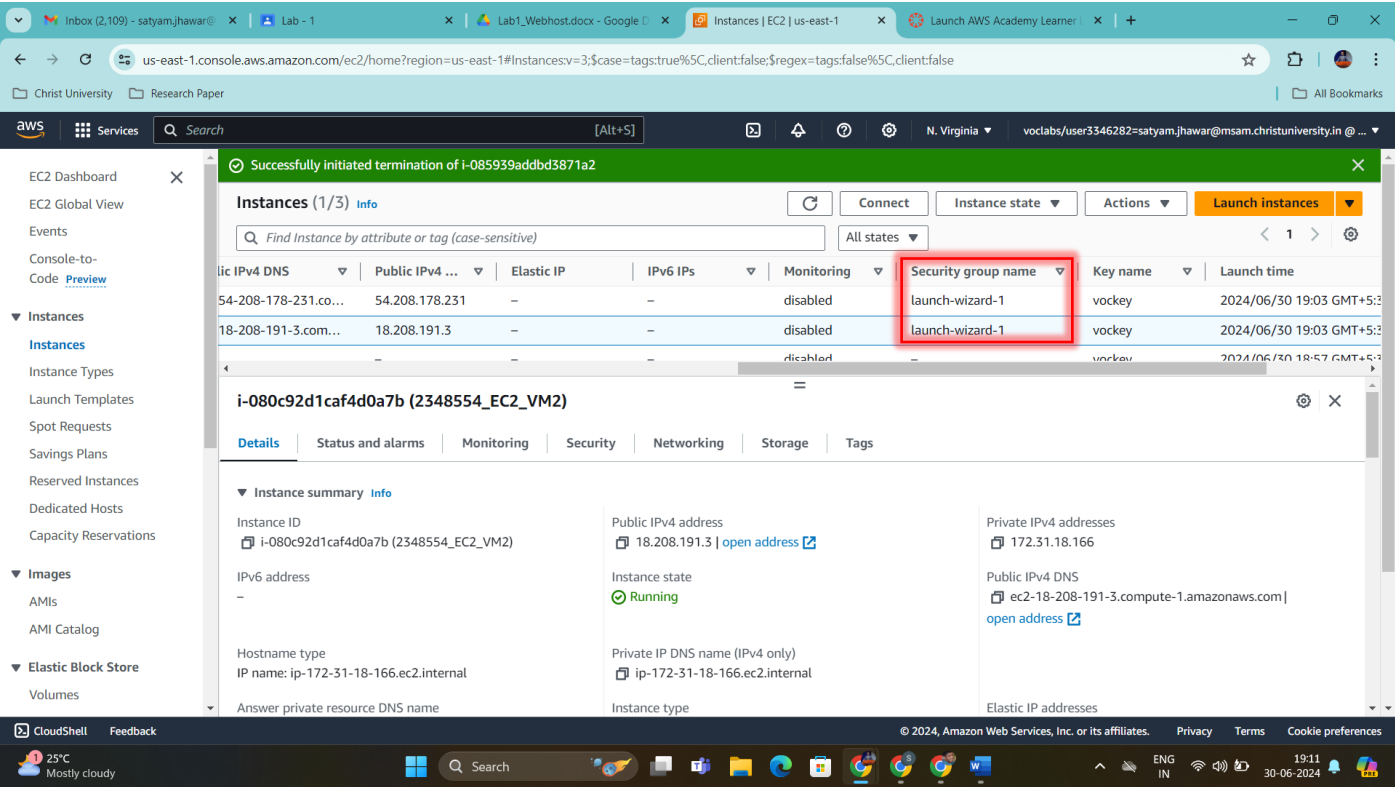 Inbox (2,109) - satyam.jhawar@ Lab - 1 Lab1_Webhost.docx - Google D Instances | EC2 | us-east-1 Launch AWS Academy Learner L
us-east-1.console.aws.amazon.com/ec2/home?region=us-east-1#Instances:v=3;$case=tags:true%5C,client:false;$regex=tags:false%5C,client:false
Christ University Research Paper All Bookmarks
aws Services Search [Alt+S] N. Virginia voclabs/user3346282=satyam.jhawar@msam.christuniversity.in @ ...
Successfully initiated termination of i-085939addbd3871a2
EC2 Dashboard
EC2 Global View
Events
Console-to-
Code Preview
Instances
Instances
Instance Types
Launch Templates
Spot Requests
Savings Plans
Reserved Instances
Dedicated Hosts
Capacity Reservations
Images
AMIs
AMI Catalog
Elastic Block Store
Volumes
Instances (1/3) Info Connect Instance state Actions Launch instances
Find Instance by attribute or tag (case-sensitive) All states 1
lic IPv4 DNS Public IPv4 ... Elastic IP IPv6 IPs Monitoring Security group name Key name Launch time
54-208-178-231.co... 54.208.178.231 – – disabled launch-wizard-1 vockey 2024/06/30 19:03 GMT+5:3
18-208-191-3.com... 18.208.191.3 – – disabled launch-wizard-1 vockey 2024/06/30 19:03 GMT+5:3
– – – disabled – vockey 2024/06/30 18:57 GMT+5:3
i-080c92d1caf4d0a7b (2348554_EC2_VM2)
Details Status and alarms Monitoring Security Networking Storage Tags
Instance summary Info
Instance ID
i-080c92d1caf4d0a7b (2348554_EC2_VM2)
Public IPv4 address
18.208.191.3 | open address
Private IPv4 addresses
172.31.18.166
IPv6 address
–
Instance state
Running
Public IPv4 DNS
ec2-18-208-191-3.compute-1.amazonaws.com |
open address
Hostname type
IP name: ip-172-31-18-166.ec2.internal
Private IP DNS name (IPv4 only)
ip-172-31-18-166.ec2.internal
Answer private resource DNS name
Instance type
Elastic IP addresses
CloudShell Feedback © 2024, Amazon Web Services, Inc. or its affiliates. Privacy Terms Cookie preferences
1
25°C
Mostly cloudy
Search
ENG
IN
19:11
30-06-2024
PRE